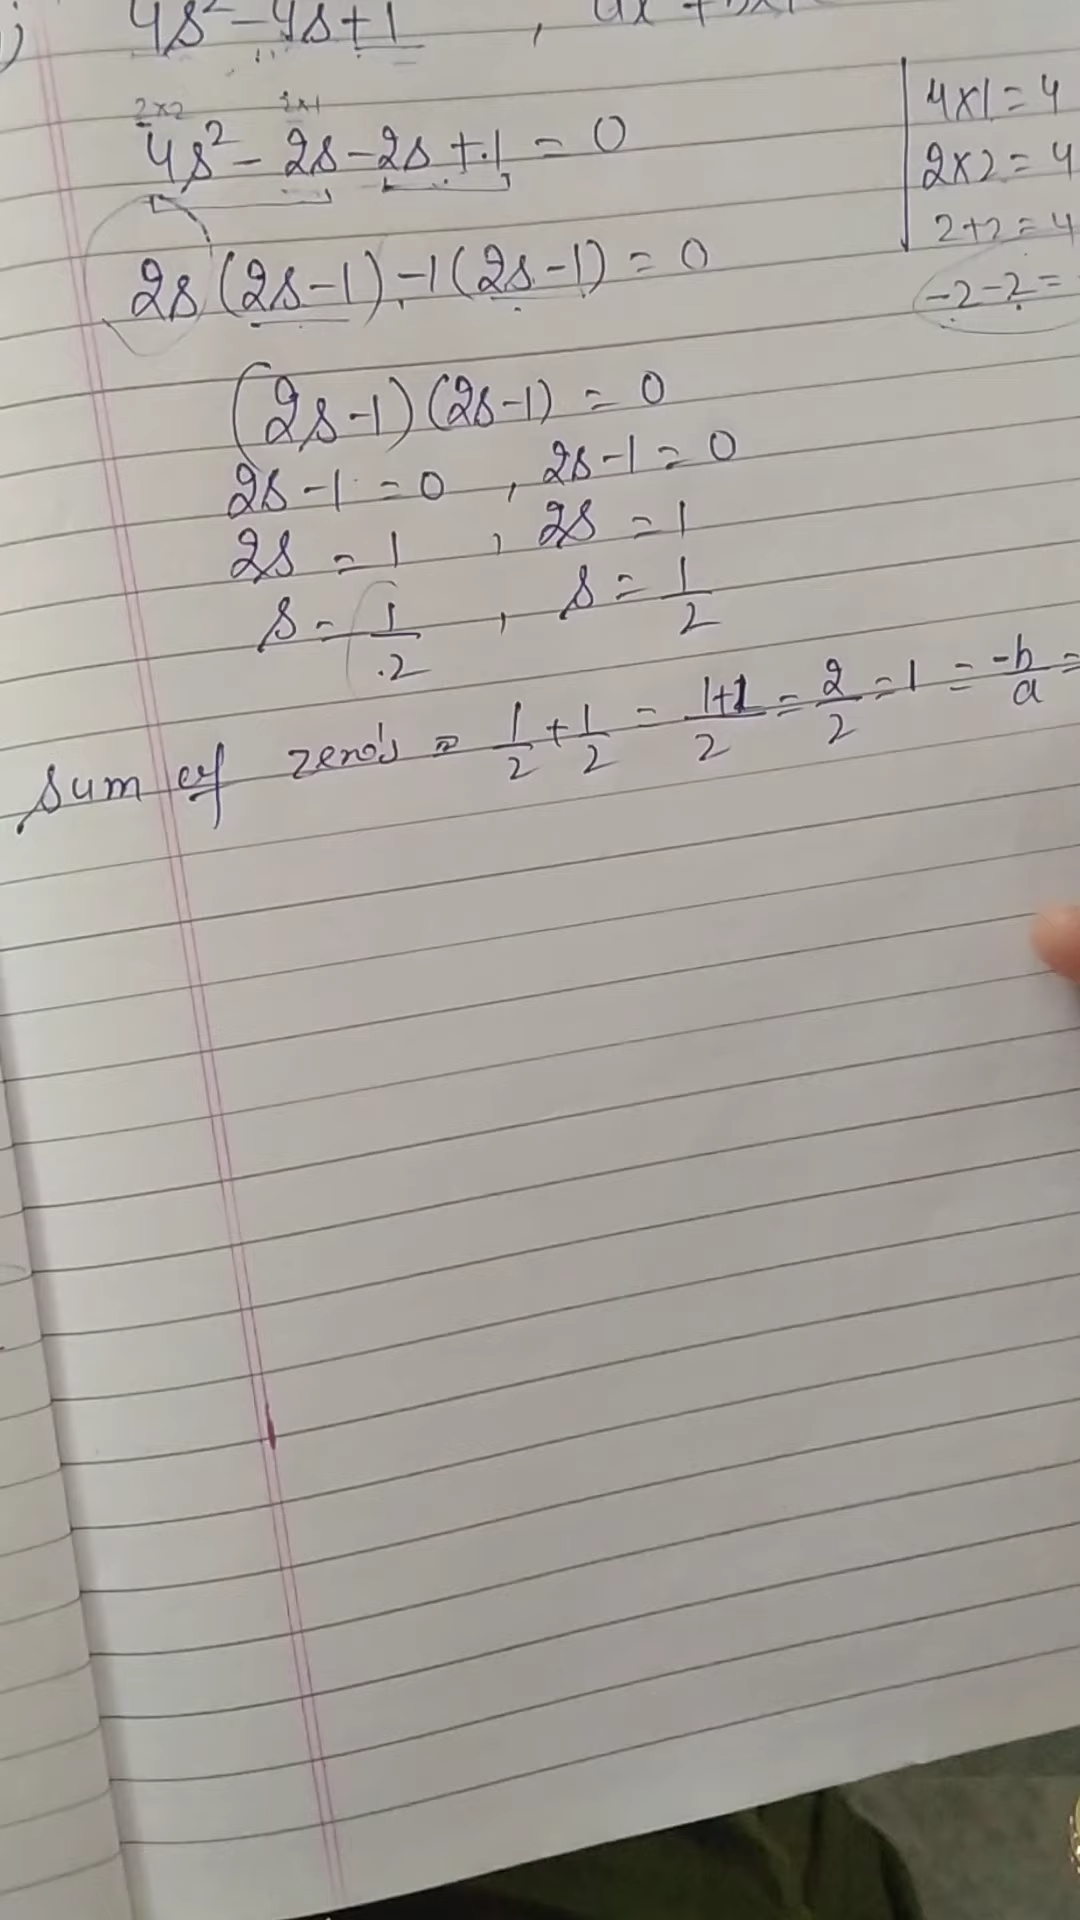 4s² - 4s + 1 ,
4×1 = 4
2×2 1×1
4s² - 2s - 2s + 1 = 0
2×2 = 4
2+2 = 4
2s (2s - 1) - 1 (2s - 1) = 0
-2-2 =
(2s - 1) (2s - 1) = 0
2s - 1 = 0 , 2s - 1 = 0
2s = 1 , 2s = 1
s = 1/2 , s = 1/2
sum of zero's = 1/2 + 1/2 = 1+1/2 = 2/2 = 1 = -b/a =